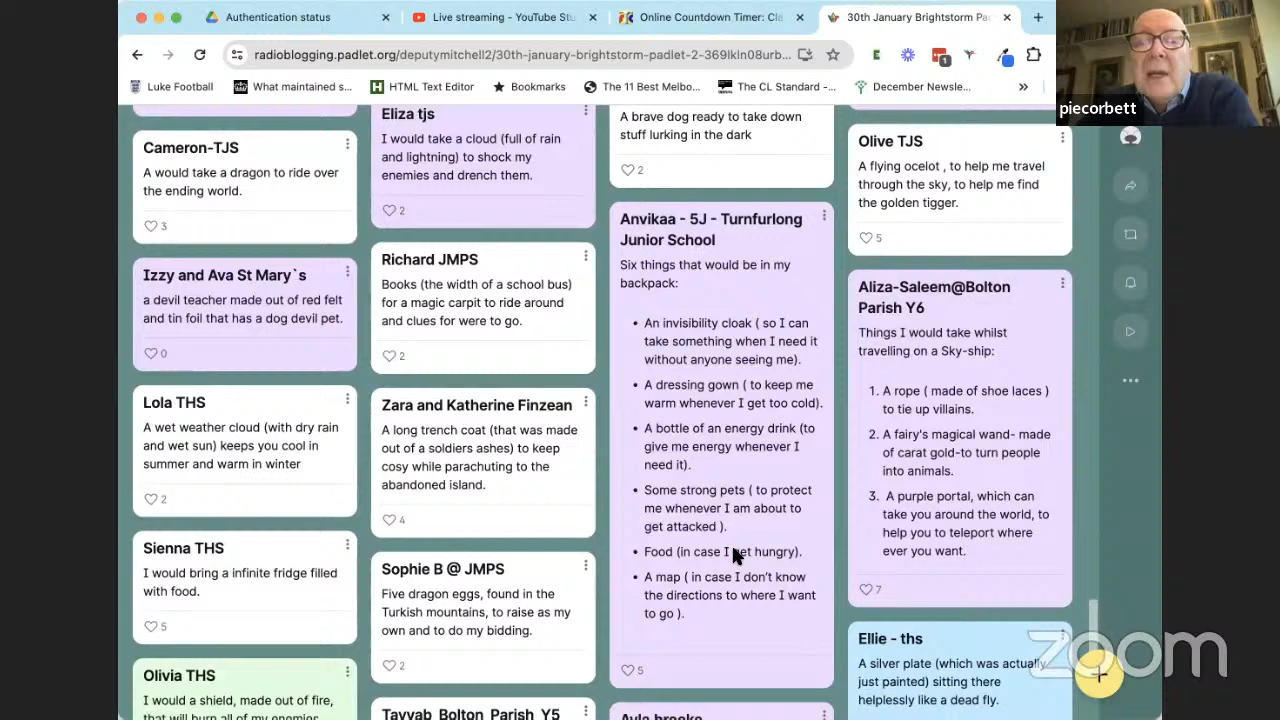 Authentication status
Live streaming - YouTube Stu
Online Countdown Timer: Cla
30th January Brightstorm Pa
radioblogging.padlet.org/deputymitchell2/30th-january-brightstorm-padlet-2-369lkln08urb...
Luke Football
What maintained s...
HTML Text Editor
Bookmarks
The 11 Best Melbo...
The CL Standard -...
December Newsle...
piecorbett
Cameron-TJS
A would take a dragon to ride over
the ending world.
3
Izzy and Ava St Mary`s
a devil teacher made out of red felt
and tin foil that has a dog devil pet.
0
Lola THS
A wet weather cloud (with dry rain
and wet sun) keeps you cool in
summer and warm in winter
2
Sienna THS
I would bring a infinite fridge filled
with food.
5
Olivia THS
I would a shield, made out of fire,
that will burn all of my enemies
Eliza tjs
I would take a cloud (full of rain
and lightning) to shock my
enemies and drench them.
2
Richard JMPS
Books (the width of a school bus)
for a magic carpit to ride around
and clues for were to go.
2
Zara and Katherine Finzean
A long trench coat (that was made
out of a soldiers ashes) to keep
cosy while parachuting to the
abandoned island.
4
Sophie B @ JMPS
Five dragon eggs, found in the
Turkish mountains, to raise as my
own and to do my bidding.
2
Tayyab Bolton Parish Y5
A brave dog ready to take down
stuff lurking in the dark
2
Anvikaa - 5J - Turnfurlong
Junior School
Six things that would be in my
backpack:
• An invisibility cloak ( so I can
take something when I need it
without anyone seeing me).
• A dressing gown ( to keep me
warm whenever I get too cold).
• A bottle of an energy drink (to
give me energy whenever I
need it).
• Some strong pets ( to protect
me whenever I am about to
get attacked ).
• Food (in case I get hungry).
• A map ( in case I don't know
the directions to where I want
to go ).
5
Ayla brooke
Olive TJS
A flying ocelot , to help me travel
through the sky, to help me find
the golden tigger.
5
Aliza-Saleem@Bolton
Parish Y6
Things I would take whilst
travelling on a Sky-ship:
1. A rope ( made of shoe laces )
to tie up villains.
2. A fairy's magical wand- made
of carat gold-to turn people
into animals.
3. A purple portal, which can
take you around the world, to
help you to teleport where
ever you want.
7
Ellie - ths
A silver plate (which was actually
just painted) sitting there
helplessly like a dead fly.
zoom